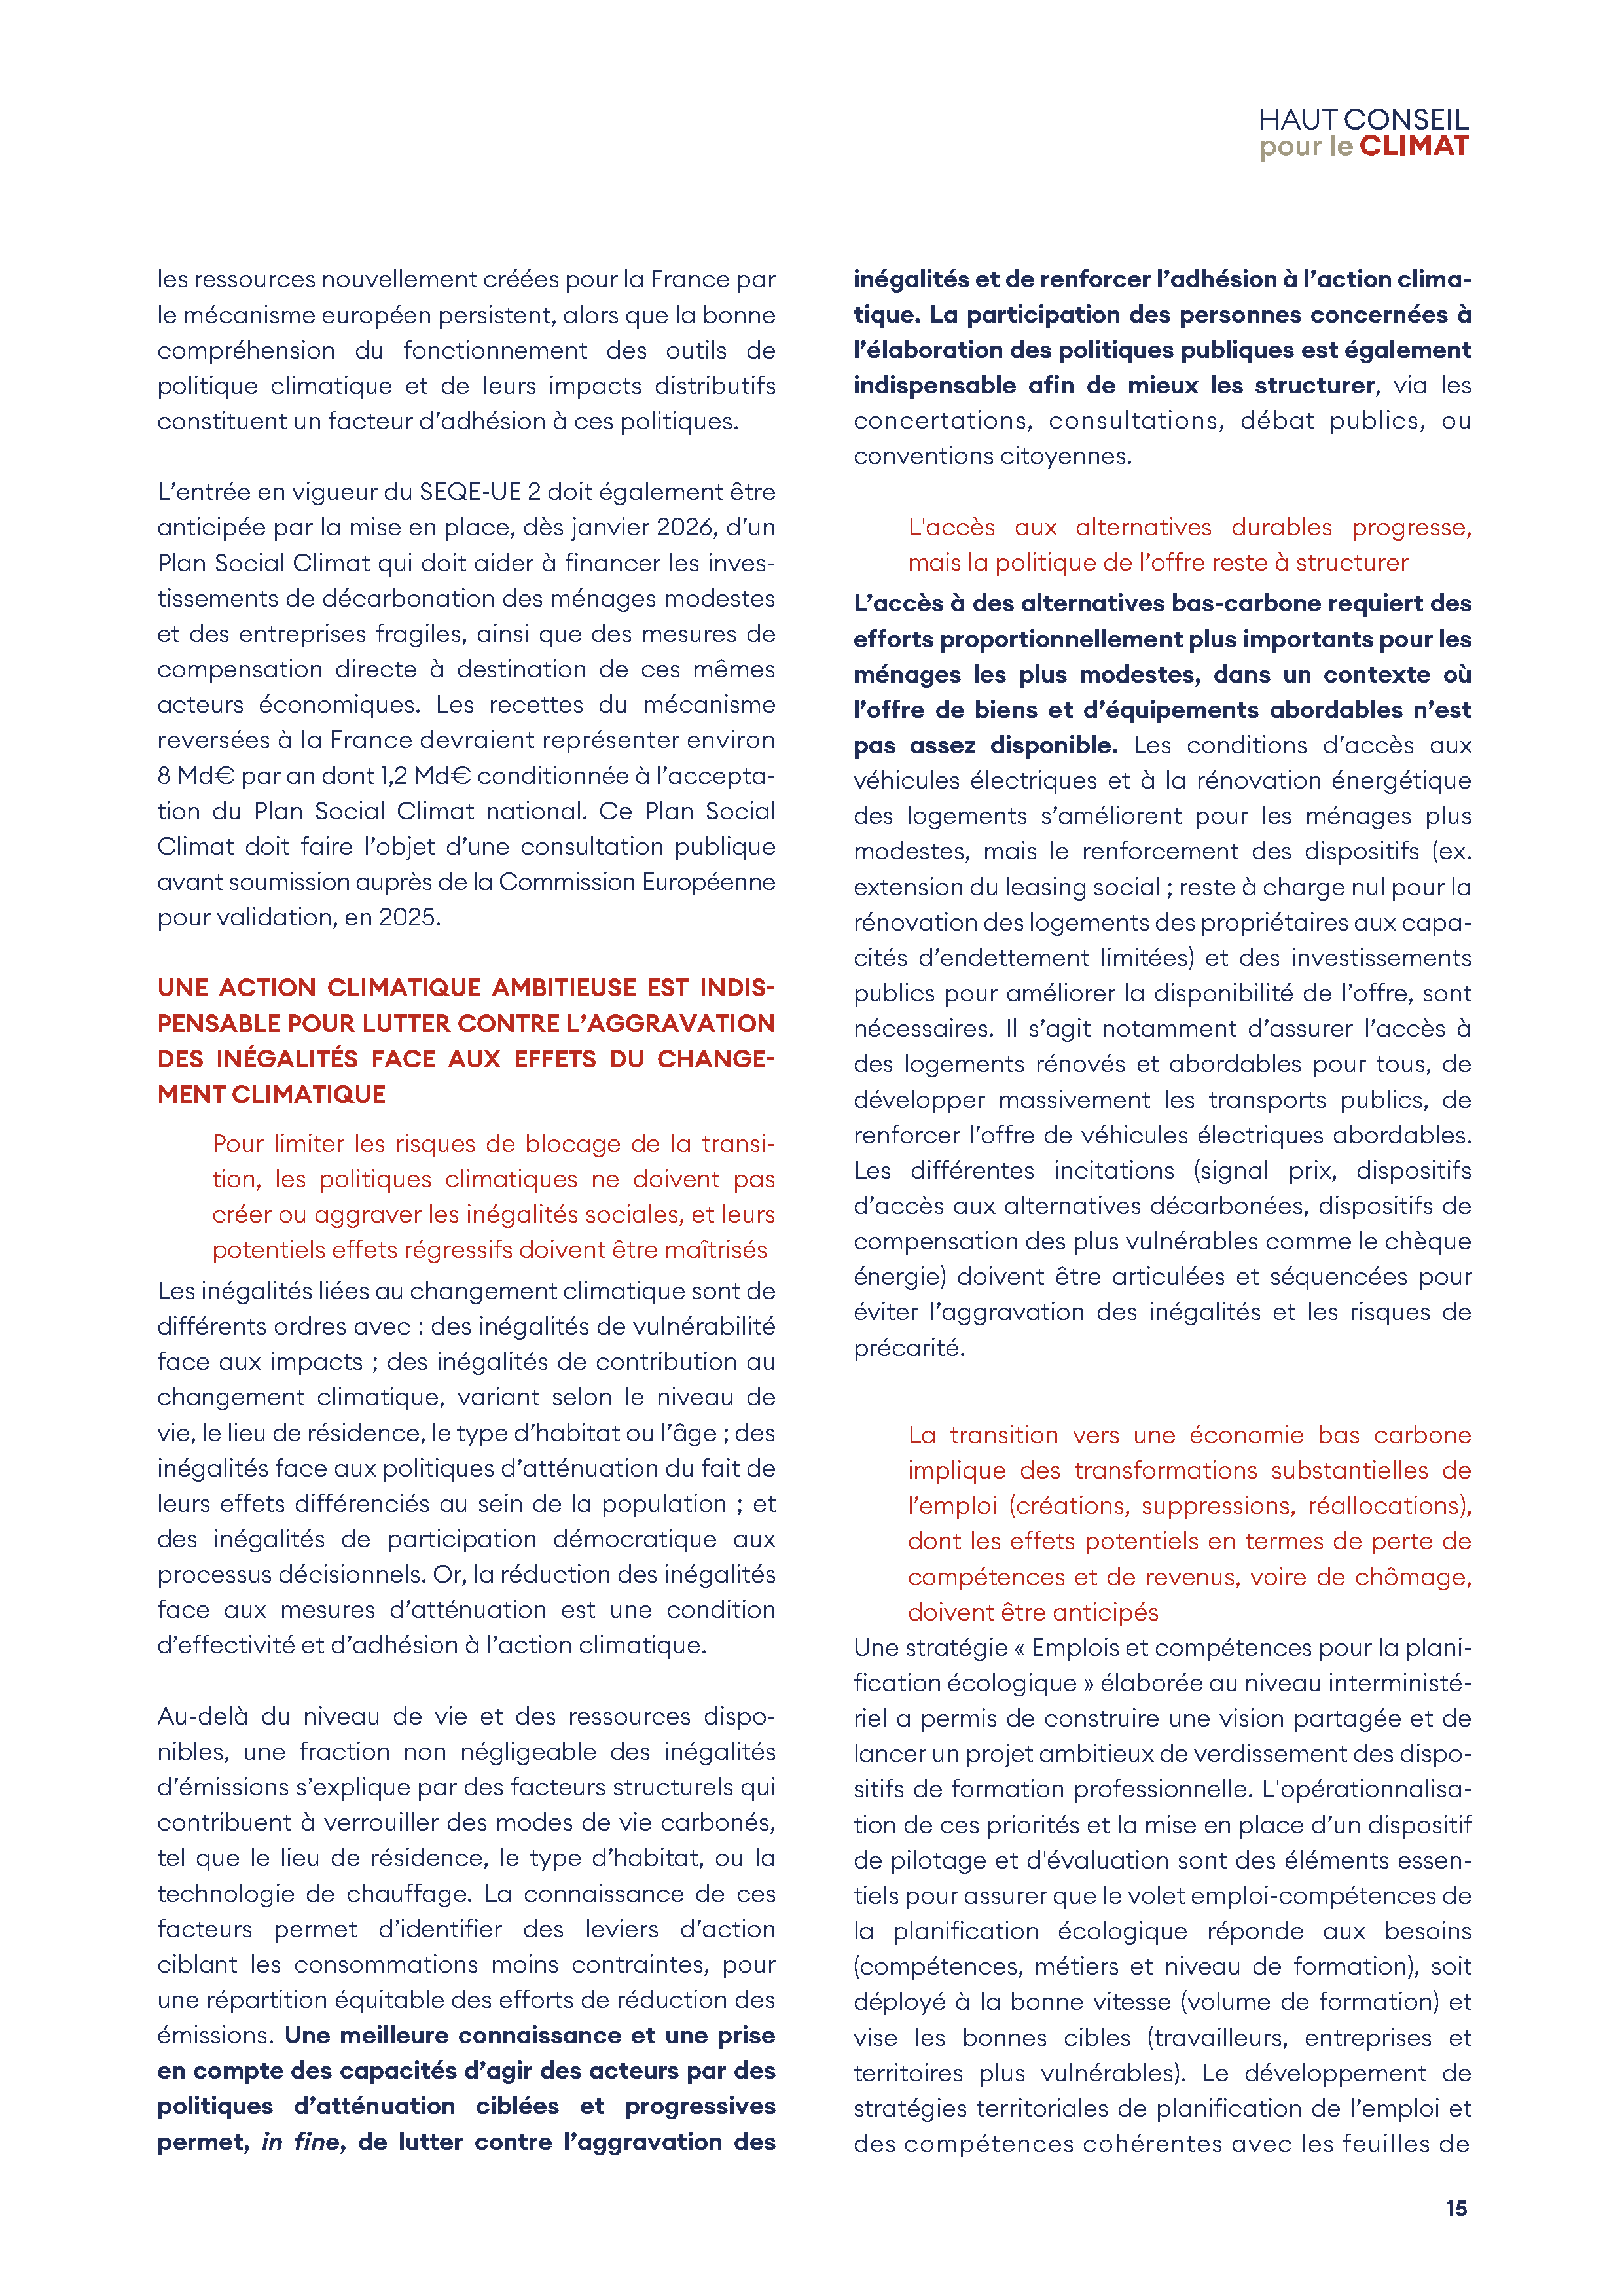 HAUT CONSEIL
pour le CLIMAT
les ressources nouvellement créées pour la France par
le mécanisme européen persistent, alors que la bonne
compréhension du fonctionnement des outils de
politique climatique et de leurs impacts distributifs
constituent un facteur d’adhésion à ces politiques.
L’entrée en vigueur du SEQE-UE 2 doit également être
anticipée par la mise en place, dès janvier 2026, d’un
Plan Social Climat qui doit aider à financer les inves-
tissements de décarbonation des ménages modestes
et des entreprises fragiles, ainsi que des mesures de
compensation directe à destination de ces mêmes
acteurs économiques. Les recettes du mécanisme
reversées à la France devraient représenter environ
8 Md€ par an dont 1,2 Md€ conditionnée à l’accepta-
tion du Plan Social Climat national. Ce Plan Social
Climat doit faire l’objet d’une consultation publique
avant soumission auprès de la Commission Européenne
pour validation, en 2025.
UNE ACTION CLIMATIQUE AMBITIEUSE EST INDIS-
PENSABLE POUR LUTTER CONTRE L’AGGRAVATION
DES INÉGALITÉS FACE AUX EFFETS DU CHANGE-
MENT CLIMATIQUE
Pour limiter les risques de blocage de la transi-
tion, les politiques climatiques ne doivent pas
créer ou aggraver les inégalités sociales, et leurs
potentiels effets régressifs doivent être maîtrisés
Les inégalités liées au changement climatique sont de
différents ordres avec : des inégalités de vulnérabilité
face aux impacts ; des inégalités de contribution au
changement climatique, variant selon le niveau de
vie, le lieu de résidence, le type d’habitat ou l’âge ; des
inégalités face aux politiques d’atténuation du fait de
leurs effets différenciés au sein de la population ; et
des inégalités de participation démocratique aux
processus décisionnels. Or, la réduction des inégalités
face aux mesures d’atténuation est une condition
d’effectivité et d’adhésion à l’action climatique.
Au-delà du niveau de vie et des ressources dispo-
nibles, une fraction non négligeable des inégalités
d’émissions s’explique par des facteurs structurels qui
contribuent à verrouiller des modes de vie carbonés,
tel que le lieu de résidence, le type d’habitat, ou la
technologie de chauffage. La connaissance de ces
facteurs permet d’identifier des leviers d’action
ciblant les consommations moins contraintes, pour
une répartition équitable des efforts de réduction des
émissions. Une meilleure connaissance et une prise
en compte des capacités d’agir des acteurs par des
politiques d’atténuation ciblées et progressives
permet, in fine, de lutter contre l’aggravation des
inégalités et de renforcer l’adhésion à l’action clima-
tique. La participation des personnes concernées à
l’élaboration des politiques publiques est également
indispensable afin de mieux les structurer, via les
concertations, consultations, débat publics, ou
conventions citoyennes.
L'accès aux alternatives durables progresse,
mais la politique de l’offre reste à structurer
L’accès à des alternatives bas-carbone requiert des
efforts proportionnellement plus importants pour les
ménages les plus modestes, dans un contexte où
l’offre de biens et d’équipements abordables n’est
pas assez disponible. Les conditions d’accès aux
véhicules électriques et à la rénovation énergétique
des logements s’améliorent pour les ménages plus
modestes, mais le renforcement des dispositifs (ex.
extension du leasing social ; reste à charge nul pour la
rénovation des logements des propriétaires aux capa-
cités d’endettement limitées) et des investissements
publics pour améliorer la disponibilité de l’offre, sont
nécessaires. Il s’agit notamment d’assurer l’accès à
des logements rénovés et abordables pour tous, de
développer massivement les transports publics, de
renforcer l’offre de véhicules électriques abordables.
Les différentes incitations (signal prix, dispositifs
d’accès aux alternatives décarbonées, dispositifs de
compensation des plus vulnérables comme le chèque
énergie) doivent être articulées et séquencées pour
éviter l’aggravation des inégalités et les risques de
précarité.
La transition vers une économie bas carbone
implique des transformations substantielles de
l’emploi (créations, suppressions, réallocations),
dont les effets potentiels en termes de perte de
compétences et de revenus, voire de chômage,
doivent être anticipés
Une stratégie « Emplois et compétences pour la plani-
fication écologique » élaborée au niveau interministé-
riel a permis de construire une vision partagée et de
lancer un projet ambitieux de verdissement des dispo-
sitifs de formation professionnelle. L'opérationnalisa-
tion de ces priorités et la mise en place d’un dispositif
de pilotage et d'évaluation sont des éléments essen-
tiels pour assurer que le volet emploi-compétences de
la planification écologique réponde aux besoins
(compétences, métiers et niveau de formation), soit
déployé à la bonne vitesse (volume de formation) et
vise les bonnes cibles (travailleurs, entreprises et
territoires plus vulnérables). Le développement de
stratégies territoriales de planification de l’emploi et
des compétences cohérentes avec les feuilles de
15